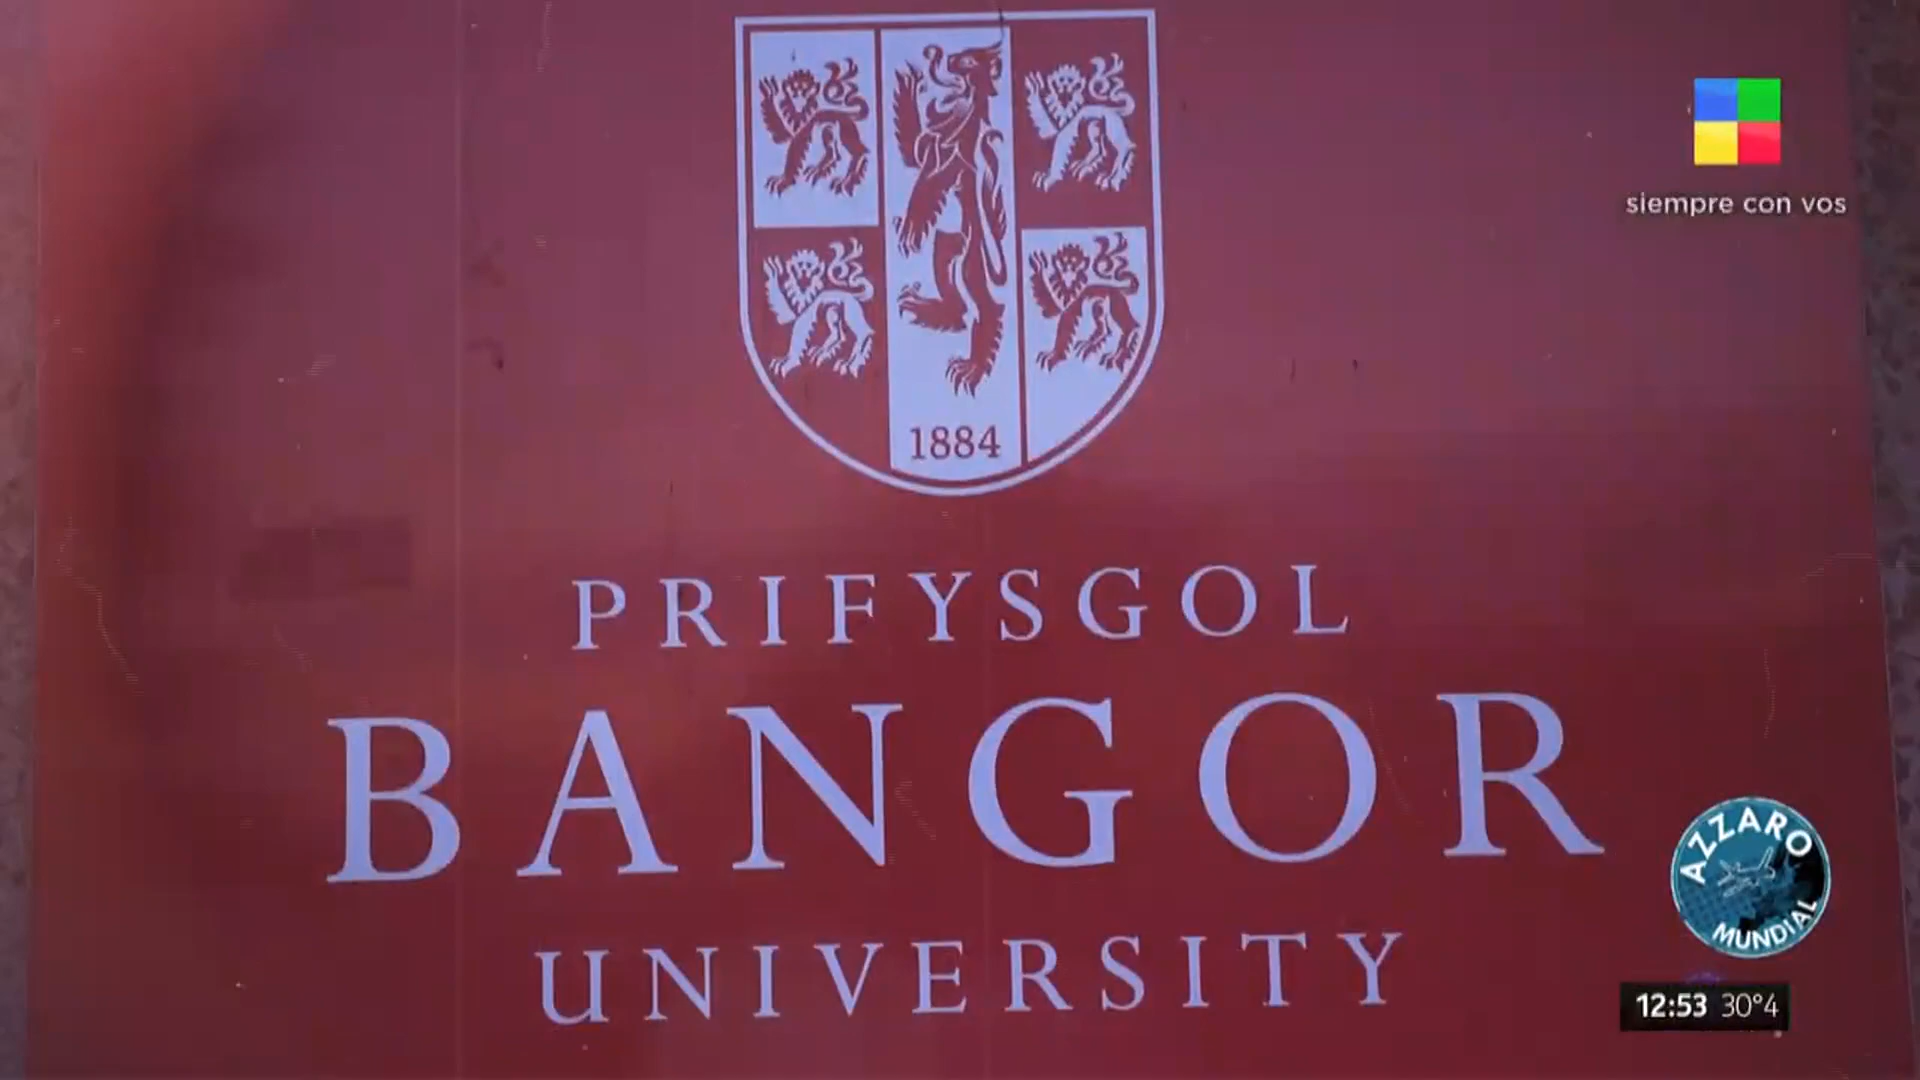 1884
PRIFYSGOL
BANGOR
UNIVERSITY
siempre con vos
AZZARO
MUNDIAL
12:53 30°4